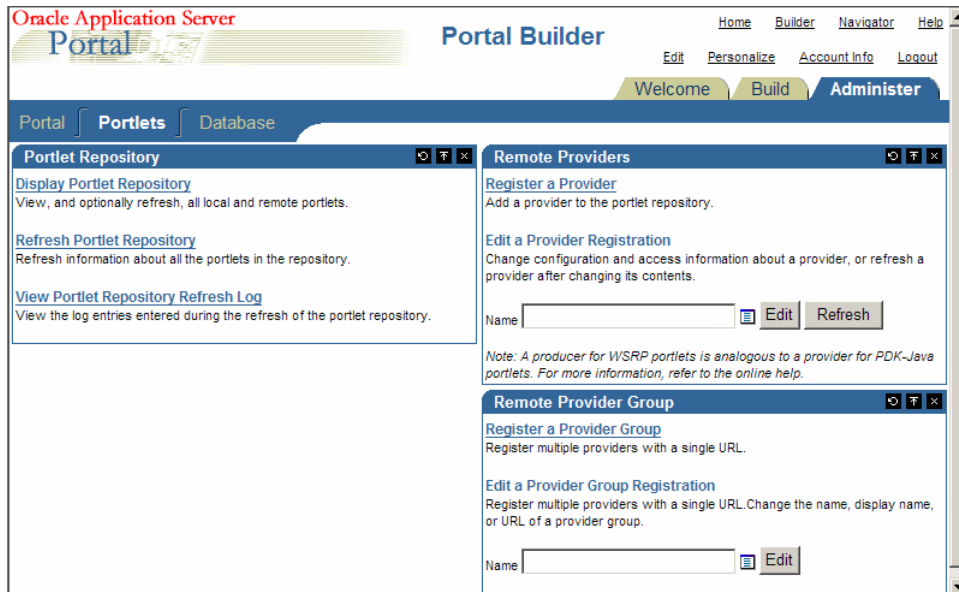 Oracle Application Server
Portal
Portal Builder
Home Builder Navigator Help
Edit Personalize Account Info Logout
Welcome Build Administer
Portal Portlets Database
Portlet Repository
Display Portlet Repository
View, and optionally refresh, all local and remote portlets.
Refresh Portlet Repository
Refresh information about all the portlets in the repository.
View Portlet Repository Refresh Log
View the log entries entered during the refresh of the portlet repository.
Remote Providers
Register a Provider
Add a provider to the portlet repository.
Edit a Provider Registration
Change configuration and access information about a provider, or refresh a
provider after changing its contents.
Name Edit Refresh
Note: A producer for WSRP portlets is analogous to a provider for PDK-Java
portlets. For more information, refer to the online help.
Remote Provider Group
Register a Provider Group
Register multiple providers with a single URL.
Edit a Provider Group Registration
Register multiple providers with a single URL.Change the name, display name,
or URL of a provider group.
Name Edit